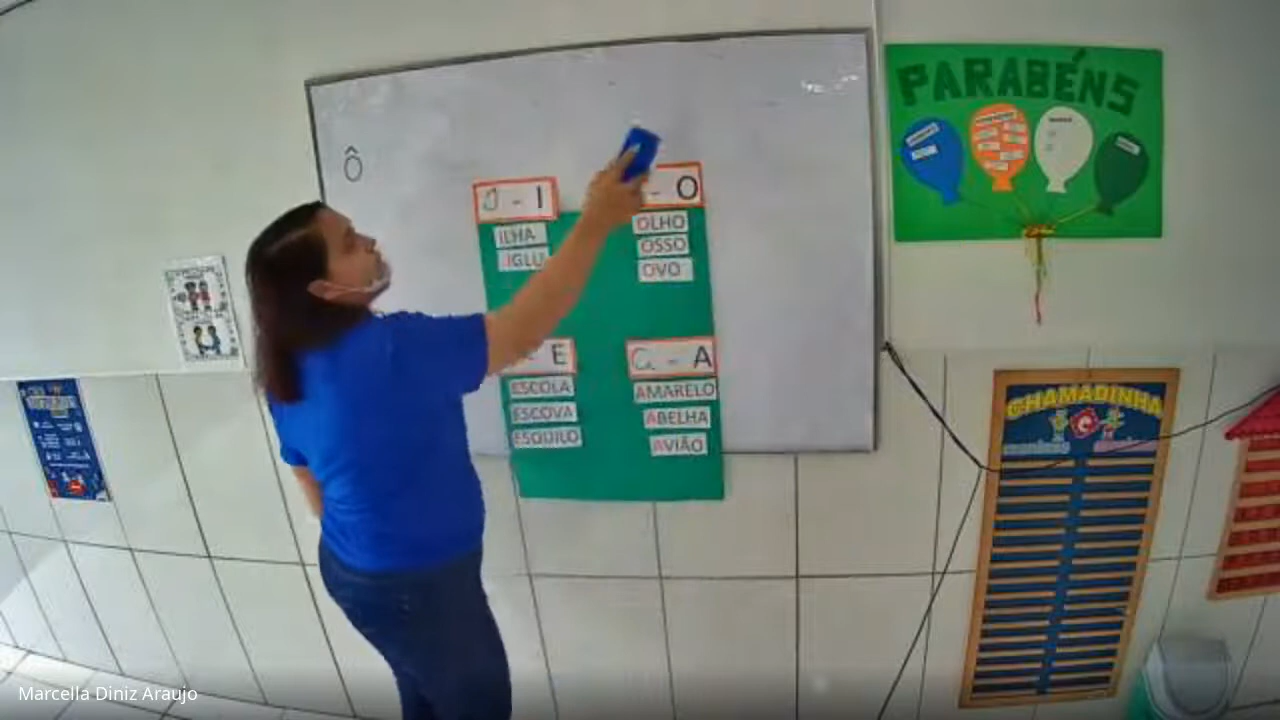 Ô
- I
ILHA
IGLU
- O
OLHO
OSSO
OVO
E
ESCOLA
ESCOVA
ESQUILO
a - A
AMARELO
ABELHA
AVIÃO
PARABÉNS
CHAMADINHA
Marcella Diniz Araujo